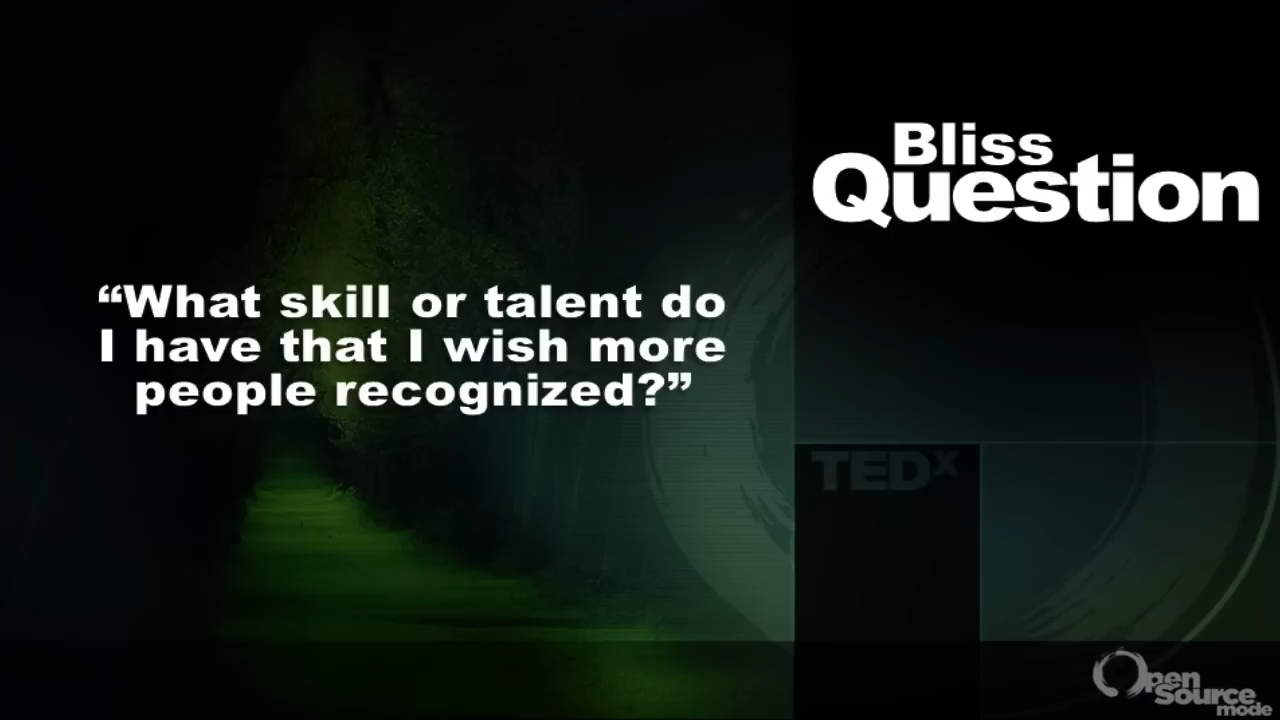 Bliss
Question
“What skill or talent do
I have that I wish more
people recognized?”
TEDx
Open
Source
mode